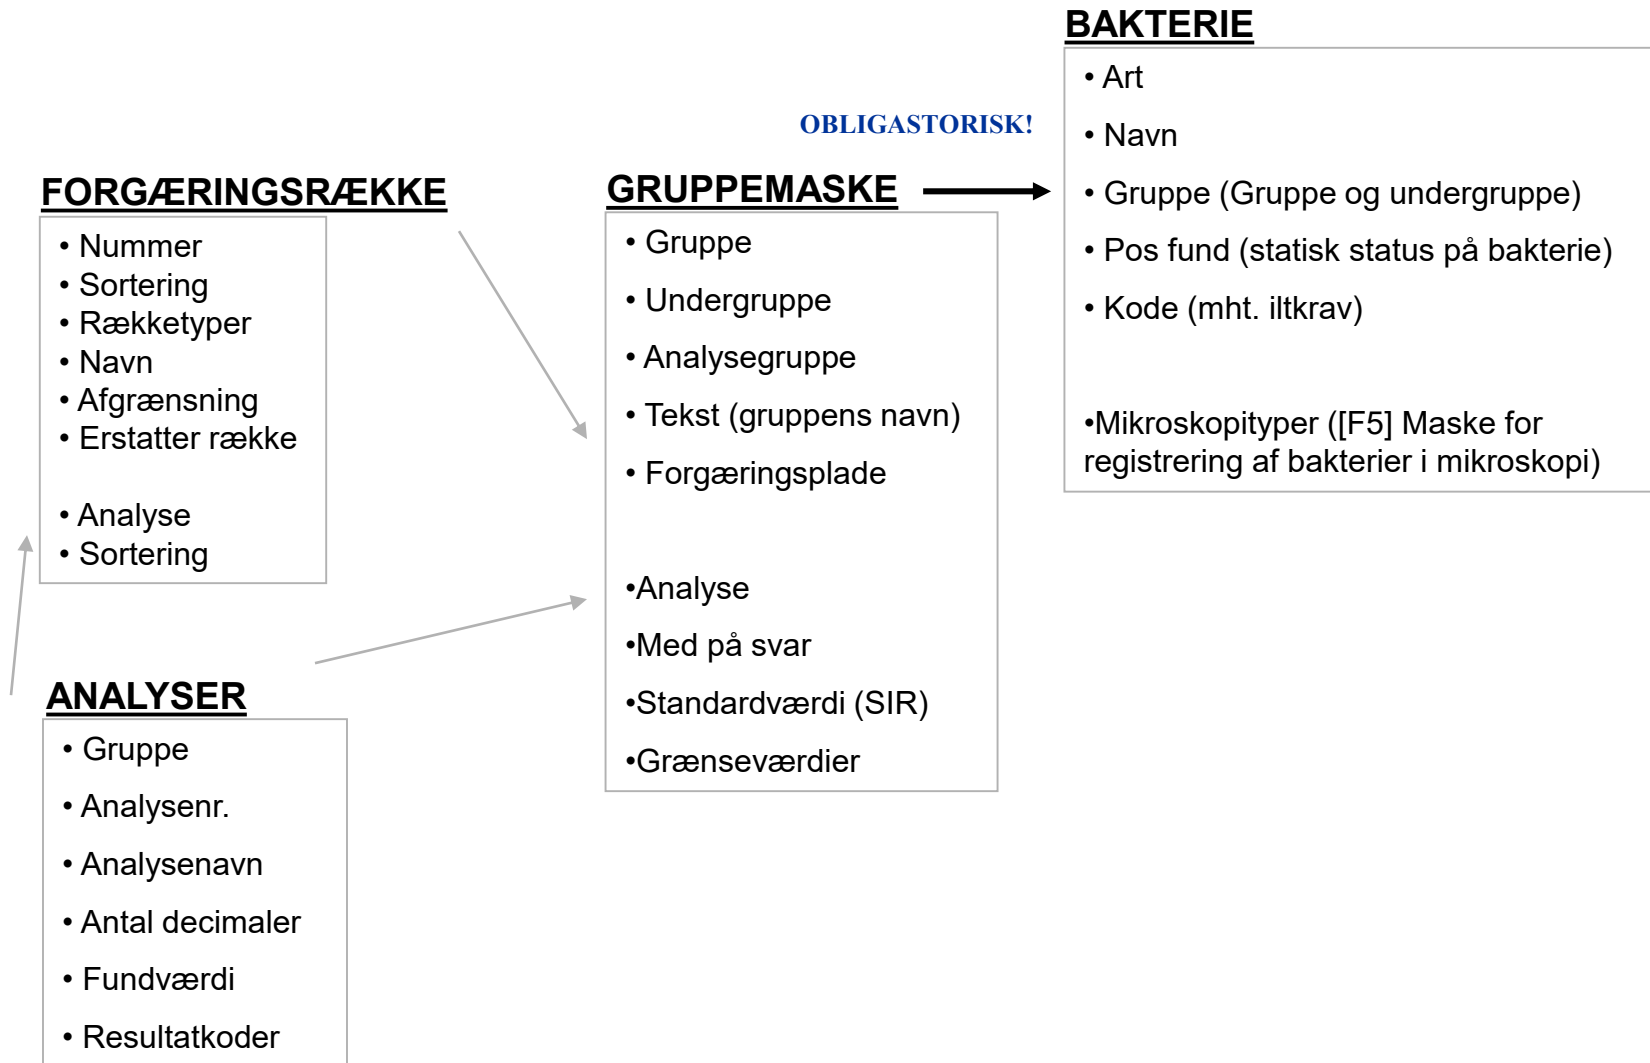 BAKTERIE
• Art
• Navn
• Gruppe (Gruppe og undergruppe)
• Pos fund (statisk status på bakterie)
• Kode (mht. iltkrav)
•Mikroskopityper ([F5] Maske for
registrering af bakterier i mikroskopi)
OBLIGASTORISK!
FORGÆRINGSRÆKKE
• Nummer
• Sortering
• Rækketyper
• Navn
• Afgrænsning
• Erstatter række
• Analyse
• Sortering
GRUPPEMASKE
• Gruppe
• Undergruppe
• Analysegruppe
• Tekst (gruppens navn)
• Forgæringsplade
•Analyse
•Med på svar
•Standardværdi (SIR)
•Grænseværdier
ANALYSER
• Gruppe
• Analysenr.
• Analysenavn
• Antal decimaler
• Fundværdi
• Resultatkoder